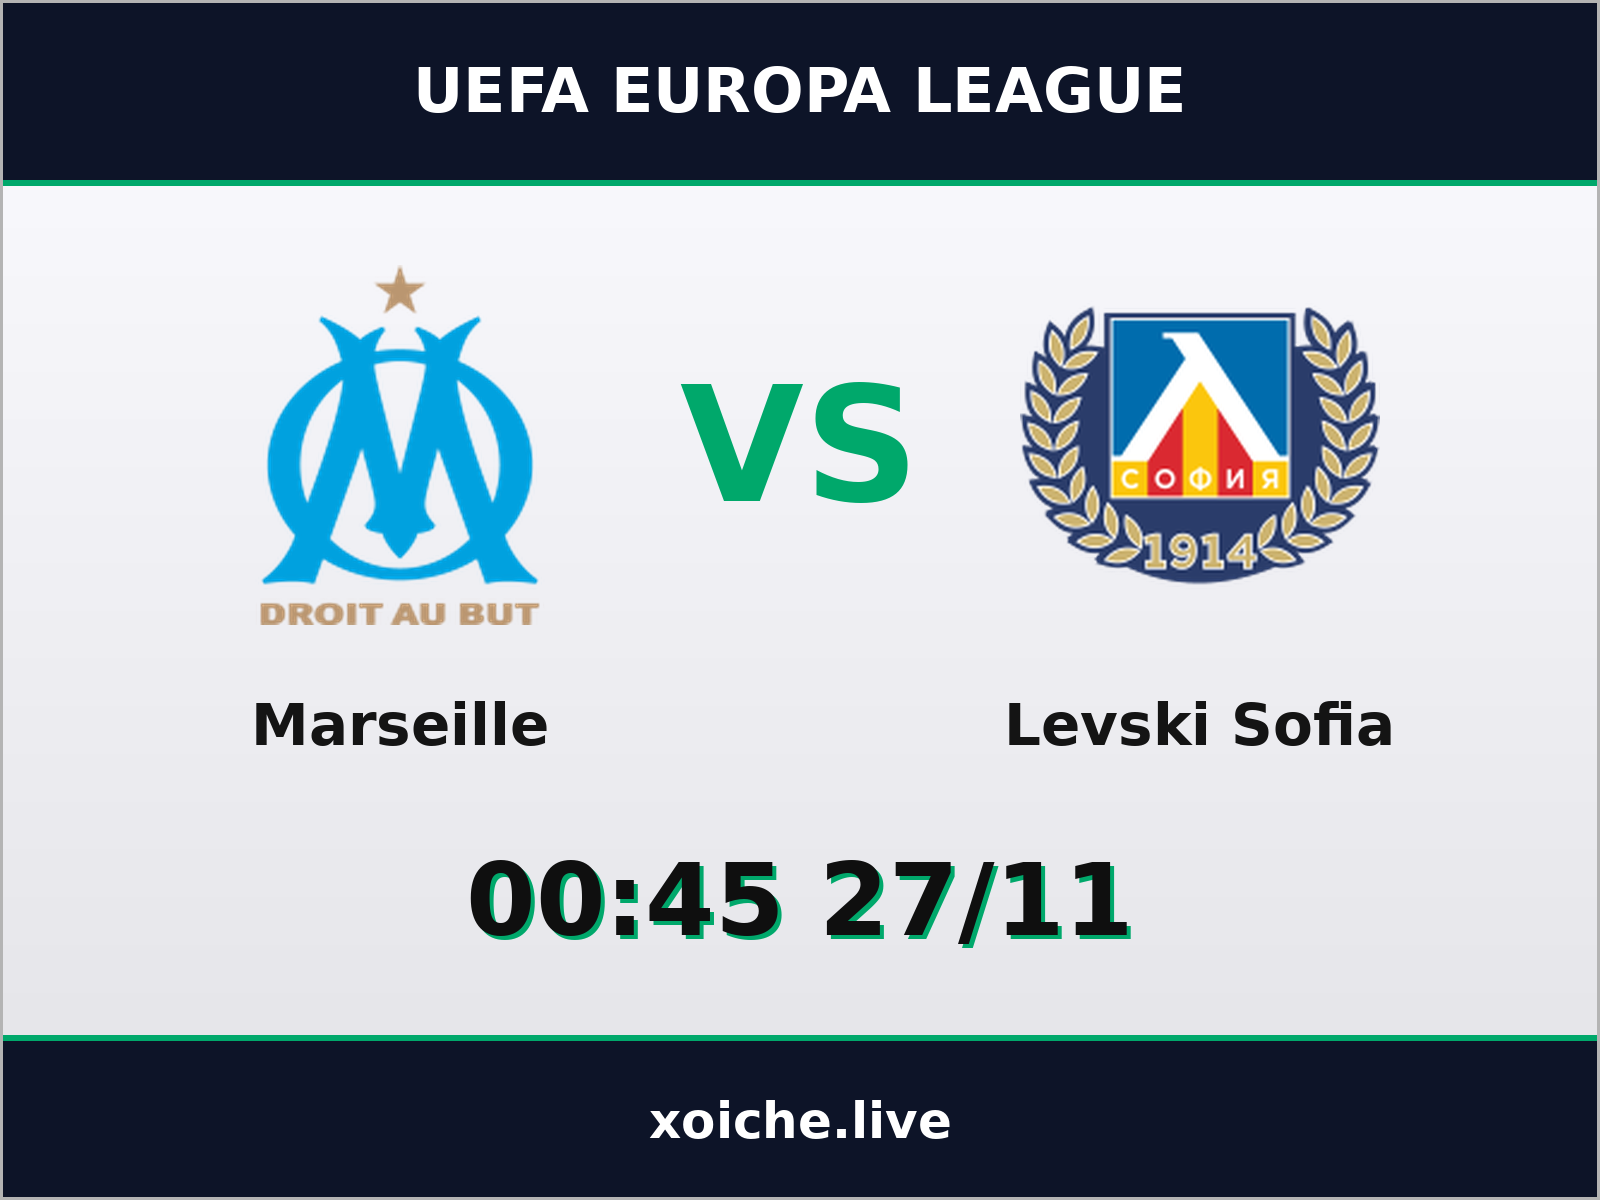 UEFA EUROPA LEAGUE
VS
СОФИЯ
1914
DROIT AU BUT
Marseille
Levski Sofia
00:45 27/11
xoiche.live